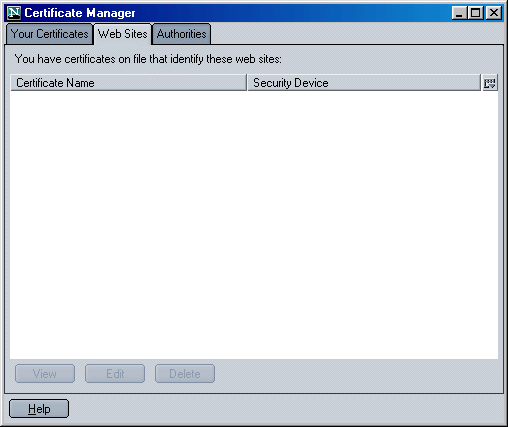 N Certificate Manager
Your Certificates Web Sites Authorities
You have certificates on file that identify these web sites:
Certificate Name Security Device
View Edit Delete
Help